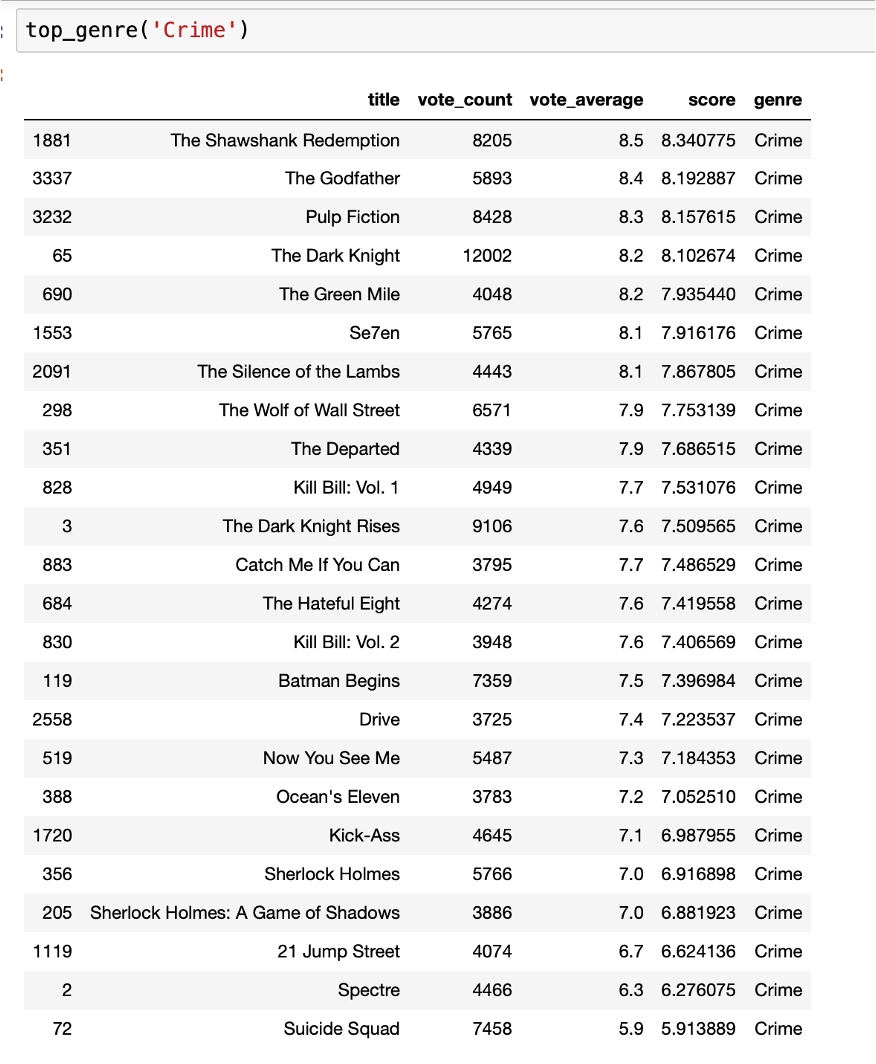 top_genre('Crime')
title vote_count vote_average score genre
1881 The Shawshank Redemption 8205 8.5 8.340775 Crime
3337 The Godfather 5893 8.4 8.192887 Crime
3232 Pulp Fiction 8428 8.3 8.157615 Crime
65 The Dark Knight 12002 8.2 8.102674 Crime
690 The Green Mile 4048 8.2 7.935440 Crime
1553 Se7en 5765 8.1 7.916176 Crime
2091 The Silence of the Lambs 4443 8.1 7.867805 Crime
298 The Wolf of Wall Street 6571 7.9 7.753139 Crime
351 The Departed 4339 7.9 7.686515 Crime
828 Kill Bill: Vol. 1 4949 7.7 7.531076 Crime
3 The Dark Knight Rises 9106 7.6 7.509565 Crime
883 Catch Me If You Can 3795 7.7 7.486529 Crime
684 The Hateful Eight 4274 7.6 7.419558 Crime
830 Kill Bill: Vol. 2 3948 7.6 7.406569 Crime
119 Batman Begins 7359 7.5 7.396984 Crime
2558 Drive 3725 7.4 7.223537 Crime
519 Now You See Me 5487 7.3 7.184353 Crime
388 Ocean's Eleven 3783 7.2 7.052510 Crime
1720 Kick-Ass 4645 7.1 6.987955 Crime
356 Sherlock Holmes 5766 7.0 6.916898 Crime
205 Sherlock Holmes: A Game of Shadows 3886 7.0 6.881923 Crime
1119 21 Jump Street 4074 6.7 6.624136 Crime
2 Spectre 4466 6.3 6.276075 Crime
72 Suicide Squad 7458 5.9 5.913889 Crime